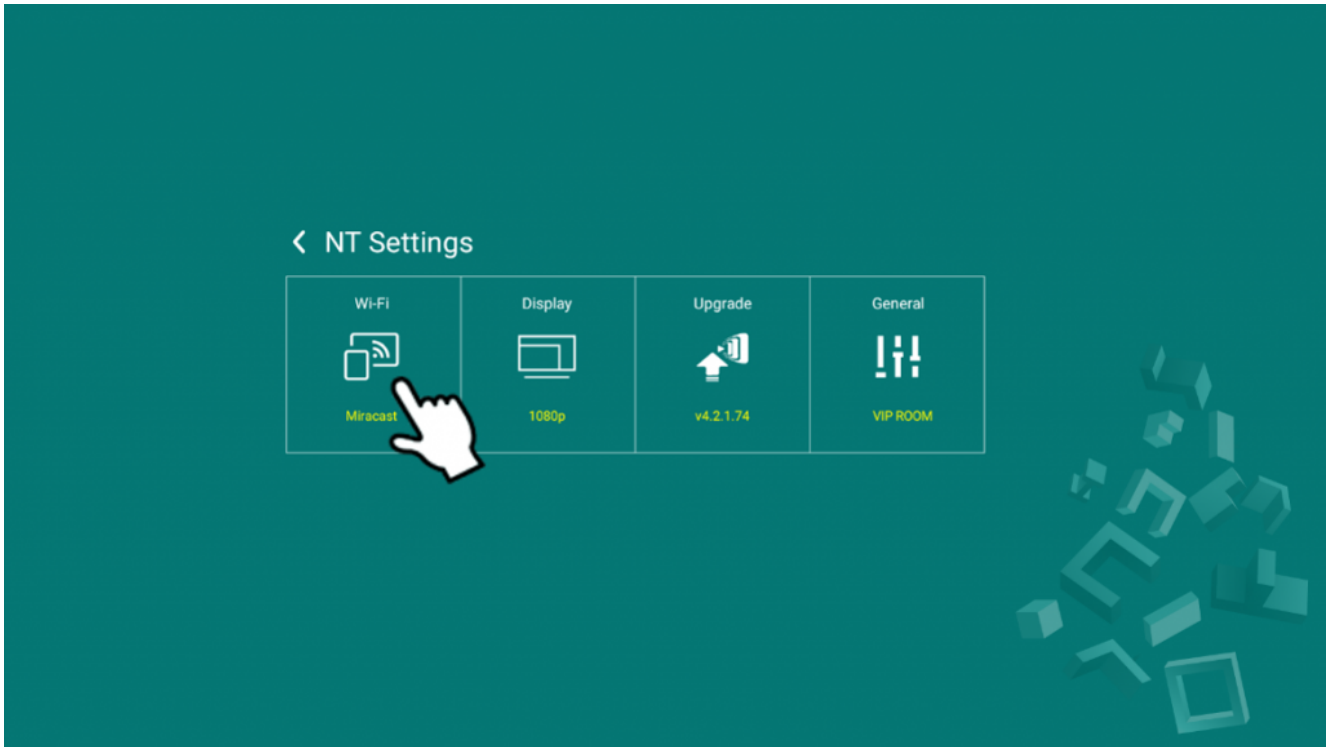 NT Settings
Wi-Fi
Miracast
Display
1080p
Upgrade
v4.2.1.74
General
VIP ROOM